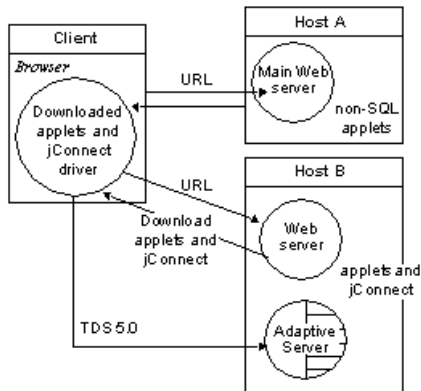 Client
Browser
Downloaded
applets and
jConnect
driver
URL
Host A
Main Web
server
non-SQL
applets
URL
Download
applets and
jConnect
Host B
Web
server
applets and
jConnect
TDS 5.0
Adaptive
Server